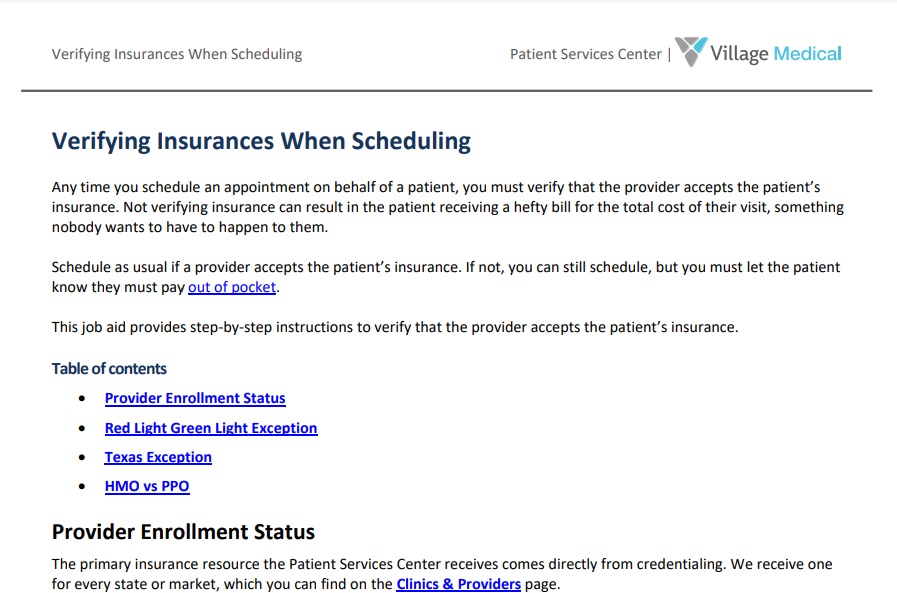 Verifying Insurances When Scheduling
Patient Services Center | Village Medical
Verifying Insurances When Scheduling
Any time you schedule an appointment on behalf of a patient, you must verify that the provider accepts the patient's
insurance. Not verifying insurance can result in the patient receiving a hefty bill for the total cost of their visit, something
nobody wants to have to happen to them.
Schedule as usual if a provider accepts the patient's insurance. If not, you can still schedule, but you must let the patient
know they must pay out of pocket.
This job aid provides step-by-step instructions to verify that the provider accepts the patient's insurance.
Table of contents
• Provider Enrollment Status
• Red Light Green Light Exception
• Texas Exception
• HMO vs PPO
Provider Enrollment Status
The primary insurance resource the Patient Services Center receives comes directly from credentialing. We receive one
for every state or market, which you can find on the Clinics & Providers page.